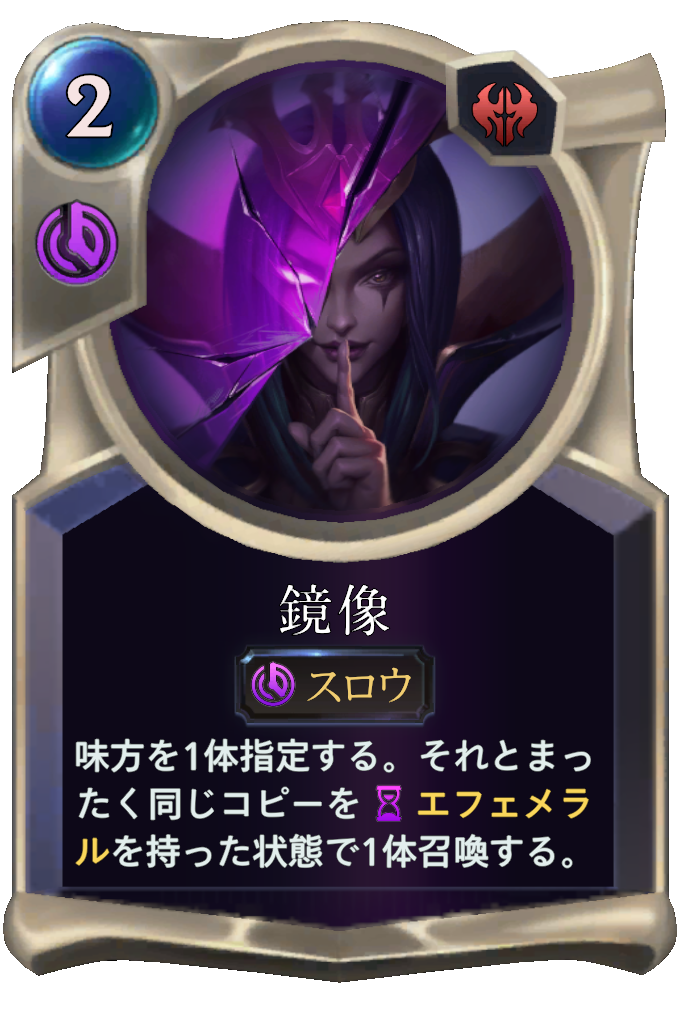 2
鏡像
スロウ
味方を1体指定する。それとまっ
たく同じコピーを エフェメラ
ルを持った状態で1体召喚する。